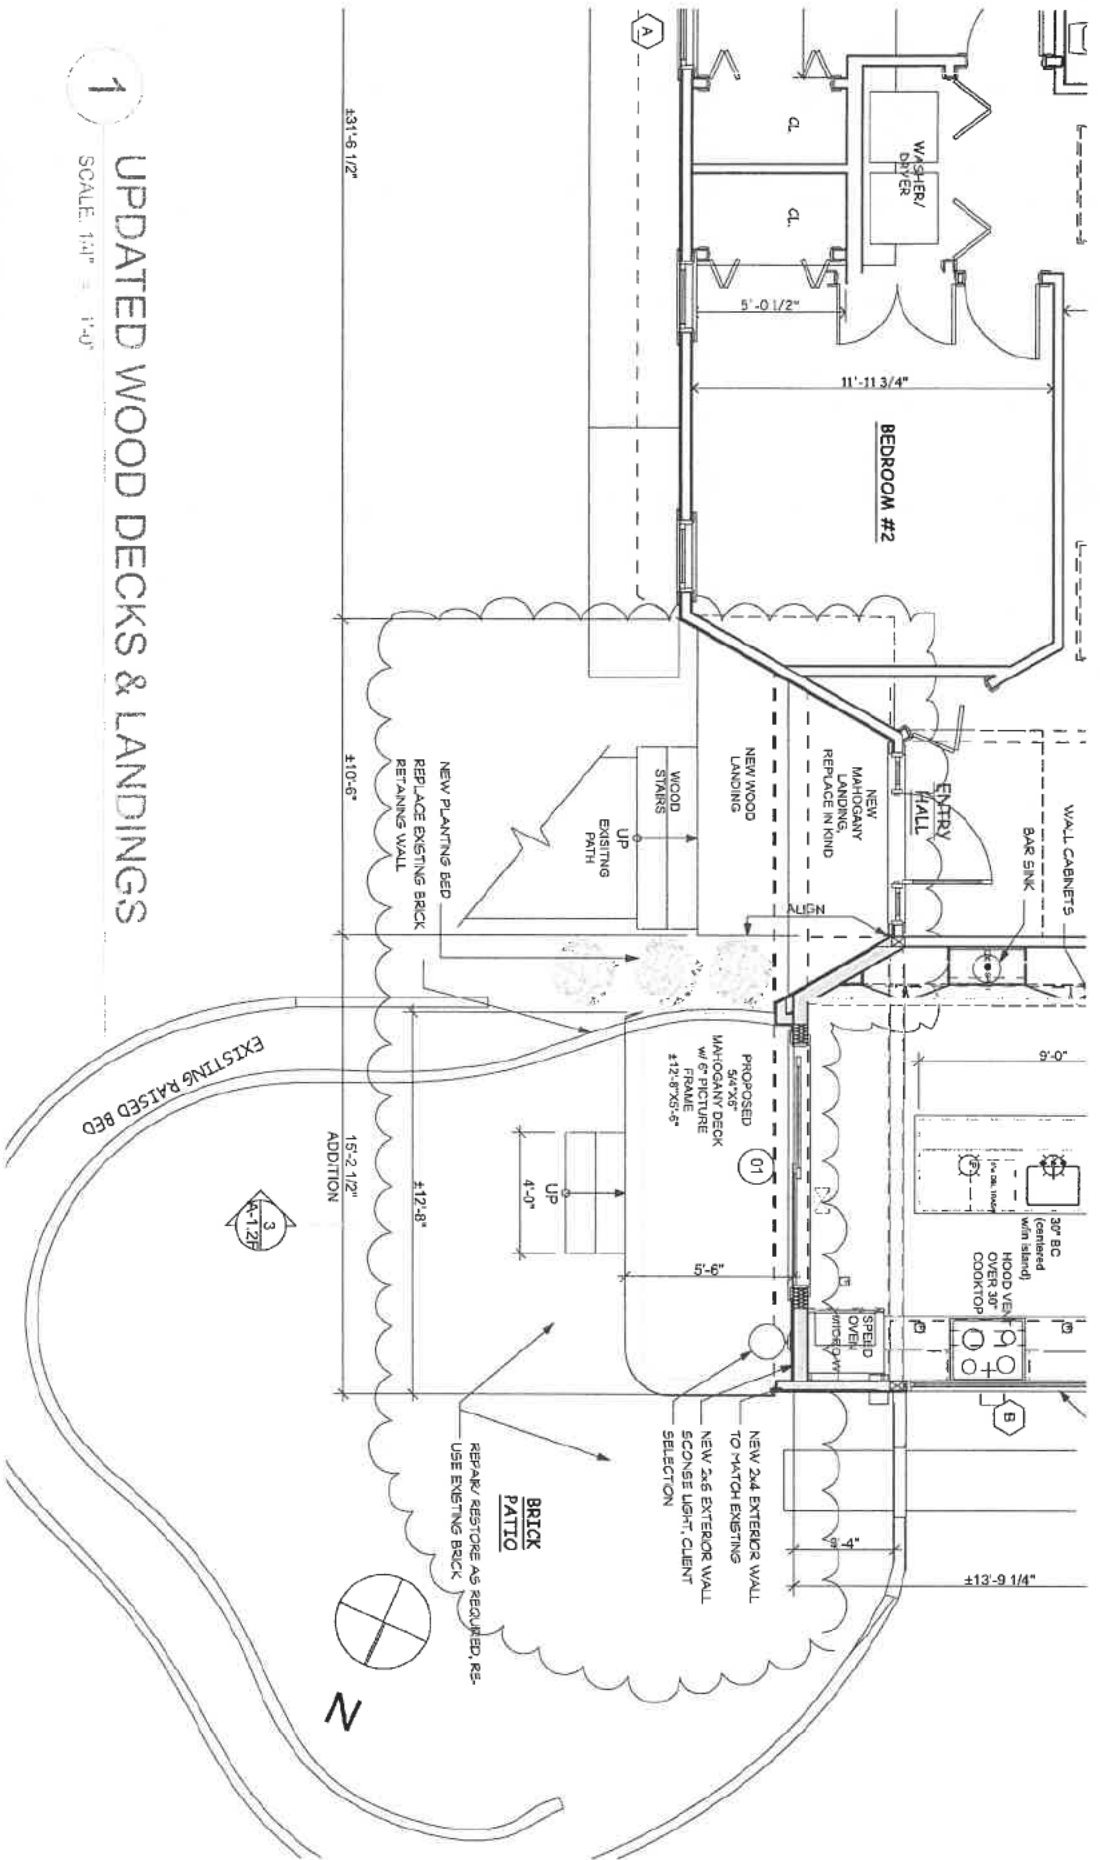 1
UPDATED WOOD DECKS & LANDINGS
SCALE: 1/4" = 1'-0"
A
CL.
CL.
WASHER/
DRYER
5'-0 1/2"
11'-11 3/4"
BEDROOM #2
±31'-6 1/2"
±10'-6"
15'-2 1/2"
ADDITION
±12'-8"
WALL CABINETS
BAR SINK
ENTRY
HALL
NEW
MAHOGANY
LANDING,
REPLACE IN KIND
NEW WOOD
LANDING
WOOD
STAIRS
UP
EXISITNG
PATH
ALIGN
NEW PLANTING BED
REPLACE EXISTING BRICK
RETAINING WALL
EXISTING RAISED BED
PROPOSED
5/4"X6"
MAHOGANY DECK
w/ 6" PICTURE
FRAME
±12'-8"X5'-6"
01
UP
4'-0"
5'-6"
3
A-1.2F
9'-0"
30" BC
(centered
w/in island)
HOOD VENT
OVER 30"
COOKTOP
SPEED
OVEN
B
NEW 2x4 EXTERIOR WALL
TO MATCH EXISTING
NEW 2x6 EXTERIOR WALL
SCONSE LIGHT, CLIENT
SELECTION
±13'-9 1/4"
BRICK
PATIO
REPAIR/ RESTORE AS REQUIRED, RE-
USE EXISTING BRICK
N